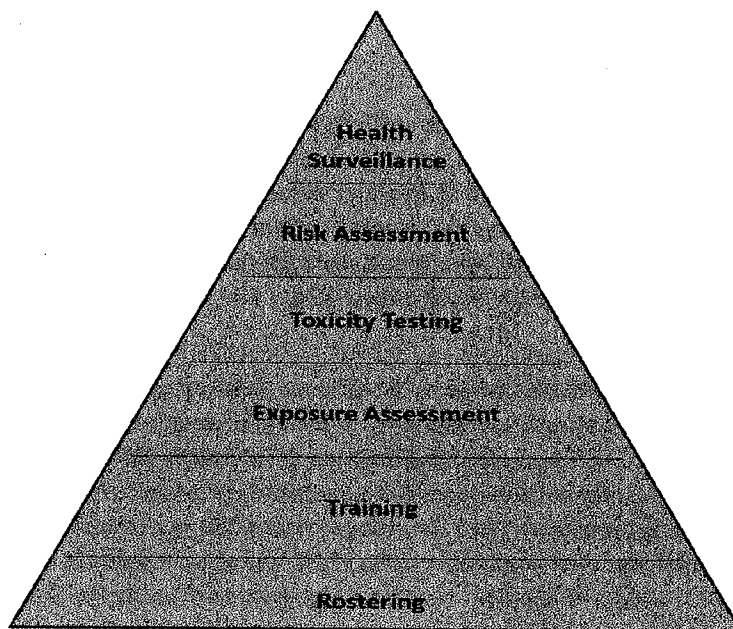 Health
Surveillance
Risk Assessment
Toxicity Testing
Exposure Assessment
Training
Rostering